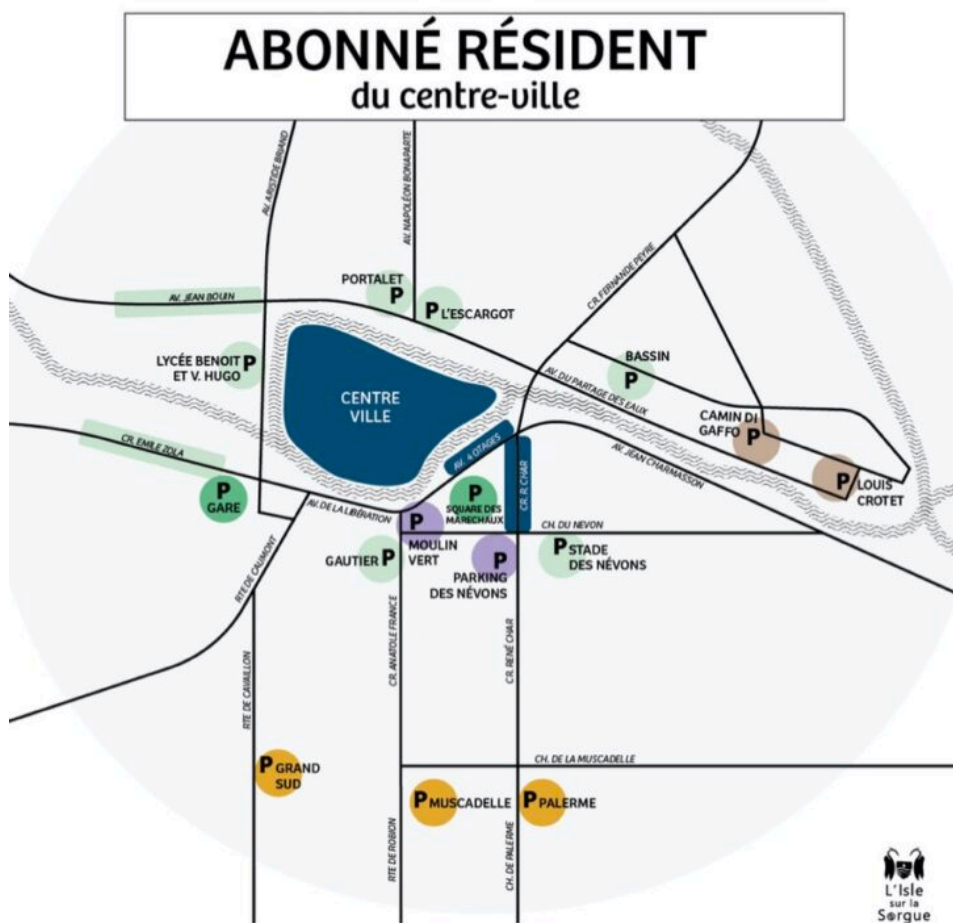 ABONNÉ RÉSIDENT
du centre-ville
AV. ARISTIDE BRIAND
AV. NAPOLÉON BONAPARTE
CR. FERNANDE PEYRE
PORTALET
P
P L'ESCARGOT
AV. JEAN BOUIN
LYCÉE BENOIT P
ET V. HUGO
CENTRE
VILLE
BASSIN
P
AV. DU PARTAGE DES EAUX
CAMIN DI
GAFFO P
AV. JEAN CHARMASSON
P LOUIS
CROTET
CR. EMILE ZOLA
AV. 4 OTAGES
CR. R. CHAR
P
GARE
AV. DE LA LIBÉRATION
P
SQUARE DES
MARECHAUX
P
MOULIN
VERT
CH. DU NEVON
GAUTIER P
P
PARKING
DES NÉVONS
P STADE
DES NÉVONS
RTE DE CAUMONT
CR. ANATOLE FRANCE
CR. RENÉ CHAR
RTE DE CAVAILLON
P GRAND
SUD
CH. DE LA MUSCADELLE
P MUSCADELLE
P PALERME
RTE DE ROBION
CH. DE PALERME
L'Isle
sur la
Sorgue